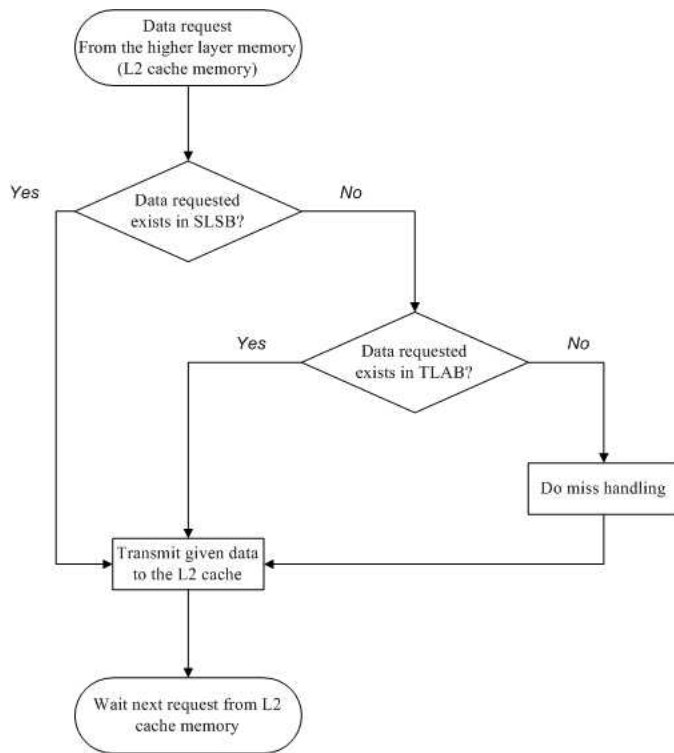 Data request
From the higher layer memory
(L2 cache memory)
Yes
No
Data requested
exists in SLSB?
Yes
No
Data requested
exists in TLAB?
Do miss handling
Transmit given data
to the L2 cache
Wait next request from L2
cache memory